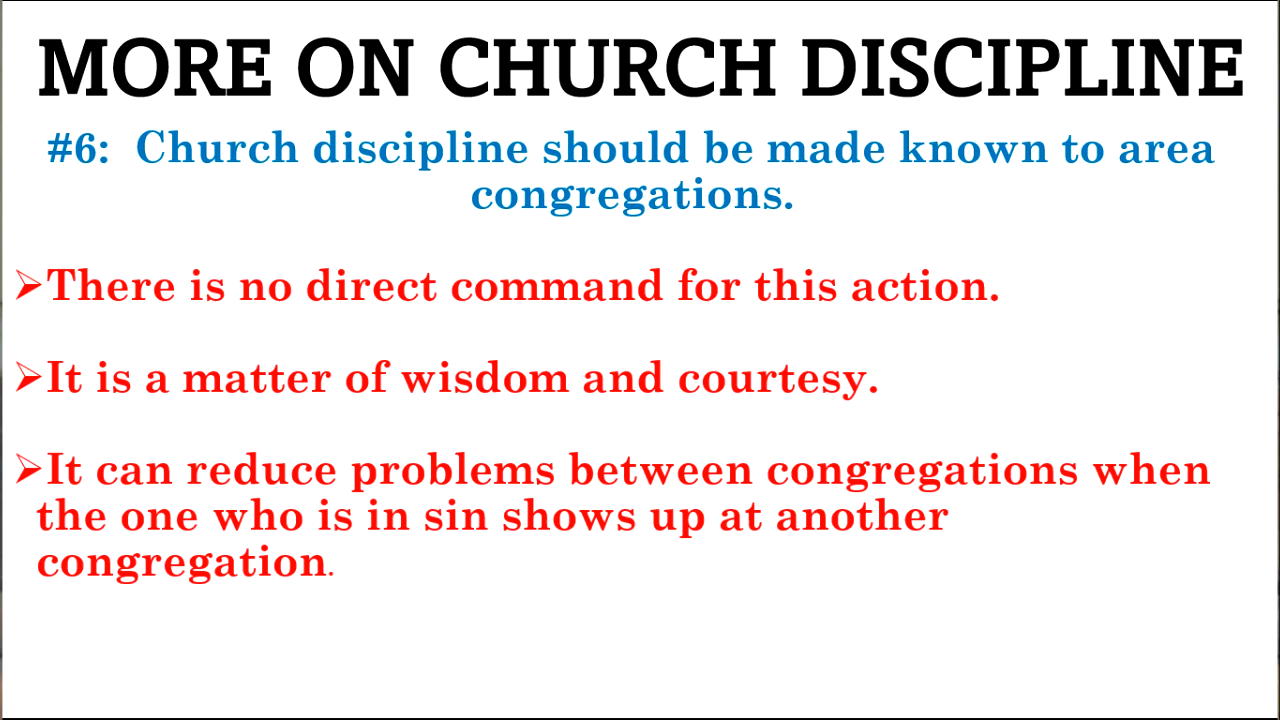 MORE ON CHURCH DISCIPLINE
#6:  Church discipline should be made known to area
congregations.
➢There is no direct command for this action.
➢It is a matter of wisdom and courtesy.
➢It can reduce problems between congregations when
the one who is in sin shows up at another
congregation.